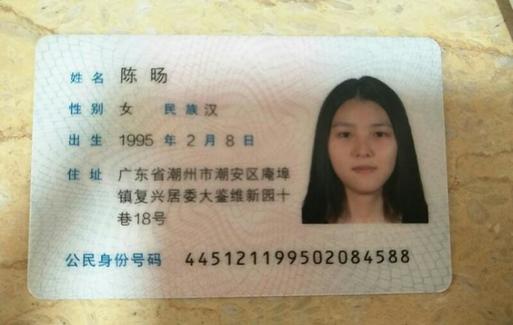 姓名 陈旸
性别 女 民族汉
出生 1995 年 2 月 8 日
住址 广东省潮州市潮安区庵埠
镇复兴居委大鉴维新园十
巷18号
公民身份号码 445121199502084588